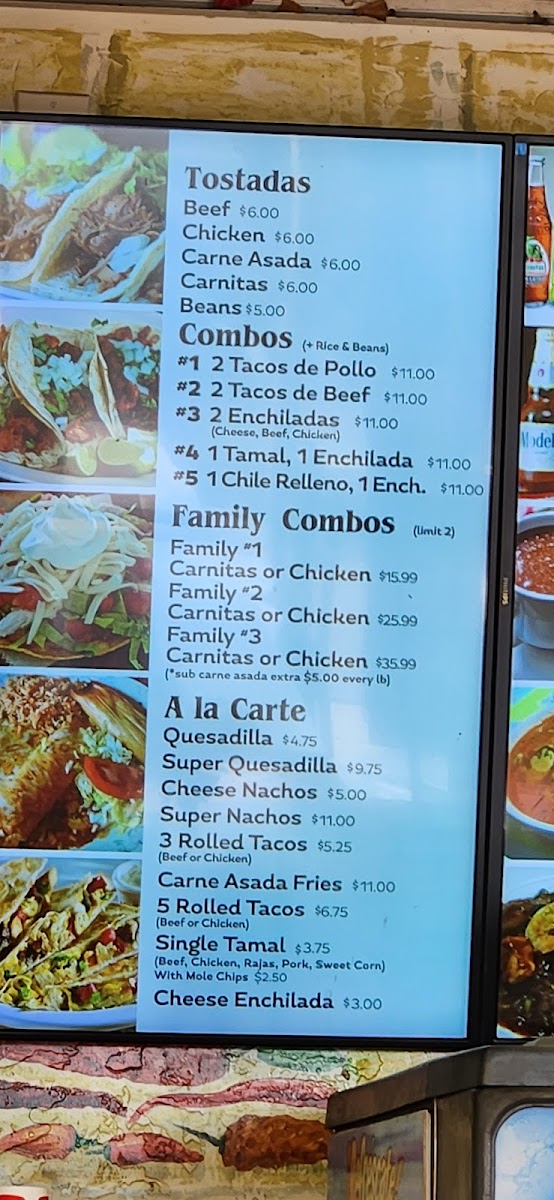 Tostadas
Beef $6.00
Chicken $6.00
Carne Asada $6.00
Carnitas $6.00
Beans $5.00
Combos (+ Rice & Beans)
#1 2 Tacos de Pollo $11.00
#2 2 Tacos de Beef $11.00
#3 2 Enchiladas $11.00
(Cheese, Beef, Chicken)
#4 1 Tamal, 1 Enchilada $11.00
#5 1 Chile Relleno, 1 Ench. $11.00
Family Combos (limit 2)
Family #1
Carnitas or Chicken $15.99
Family #2
Carnitas or Chicken $25.99
Family #3
Carnitas or Chicken $35.99
(*sub carne asada extra $5.00 every lb)
A la Carte
Quesadilla $4.75
Super Quesadilla $9.75
Cheese Nachos $5.00
Super Nachos $11.00
3 Rolled Tacos $5.25
(Beef or Chicken)
Carne Asada Fries $11.00
5 Rolled Tacos $6.75
(Beef or Chicken)
Single Tamal $3.75
(Beef, Chicken, Rajas, Pork, Sweet Corn)
With Mole Chips $2.50
Cheese Enchilada $3.00
PHILIPS